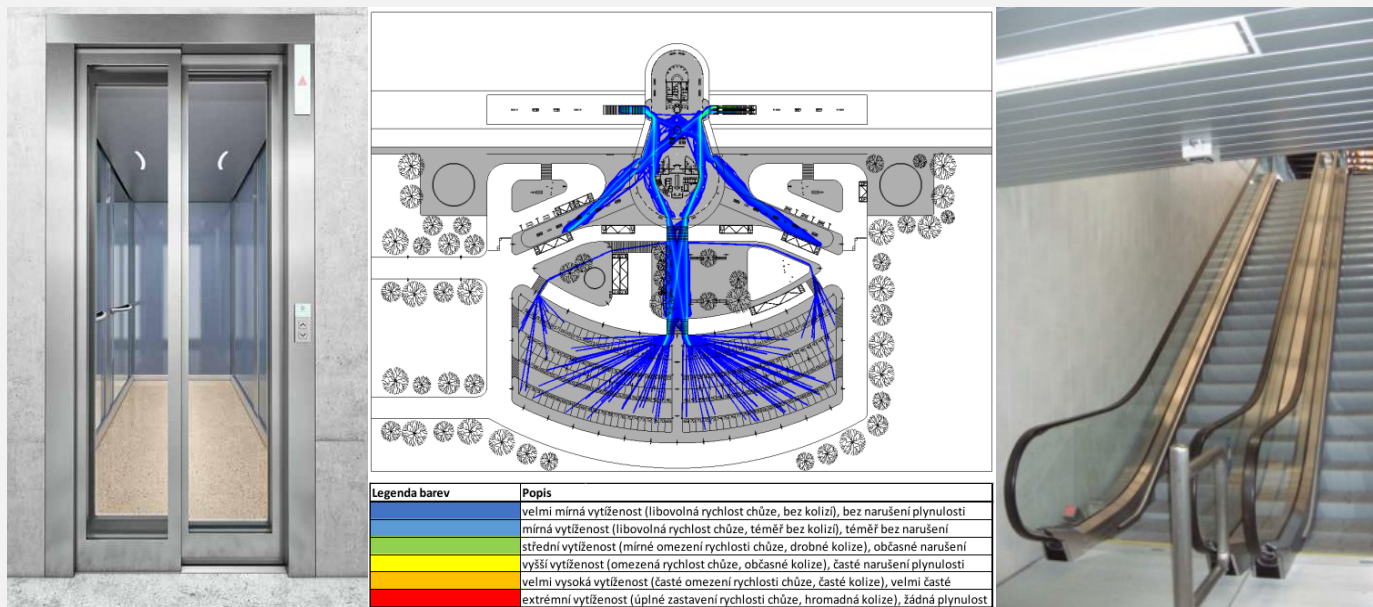 Legenda barev Popis
velmi mírná vytíženost (libovolná rychlost chůze, bez kolizí), bez narušení plynulosti
mírná vytíženost (libovolná rychlost chůze, téměř bez kolizí), téměř bez narušení
střední vytíženost (mírné omezení rychlosti chůze, drobné kolize), občasné narušení
vyšší vytíženost (omezená rychlost chůze, občasné kolize), časté narušení plynulosti
velmi vysoká vytíženost (časté omezení rychlosti chůze, časté kolize), velmi časté
extrémní vytíženost (úplné zastavení rychlosti chůze, hromadná kolize), žádná plynulost